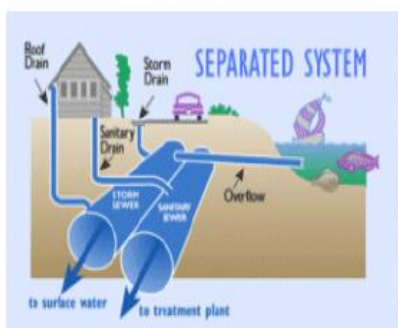 SEPARATED SYSTEM
Roof
Drain
Storm
Drain
Sanitary
Drain
STORM
SEWER
SANITARY
SEWER
Overflow
to surface water
to treatment plant